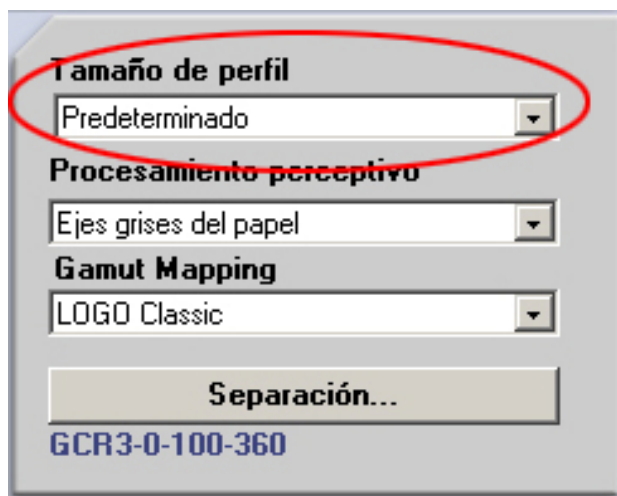 Tamaño de perfil
Predeterminado
Procesamiento perceptivo
Ejes grises del papel
Gamut Mapping
LOGO Classic
Separación...
GCR3-0-100-360